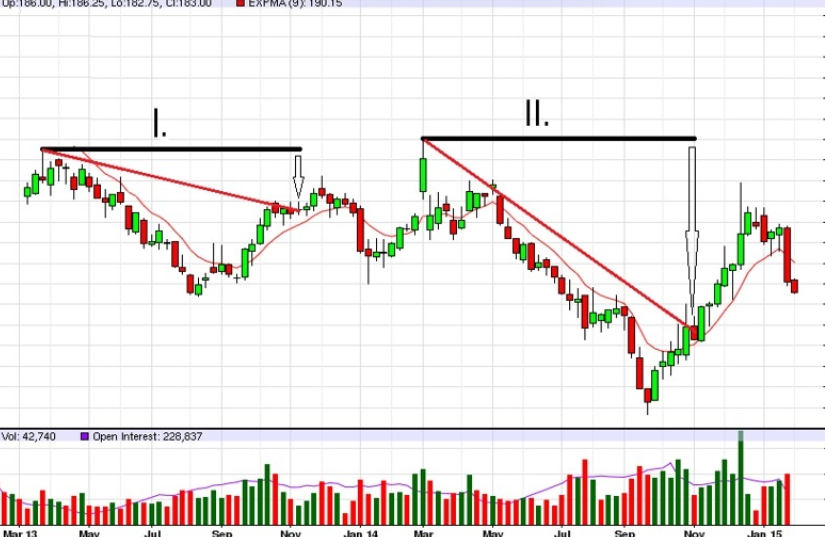 Op:186.00, Hi:186.25, Lo:182.75, Cl:183.00 EXPMA (9): 190.15
I.
II.
Vol: 42,740 Open Interest: 228,837
Mar 13 May Jul Sep Nov Jan 14 Mar May Jul Sep Nov Jan 15